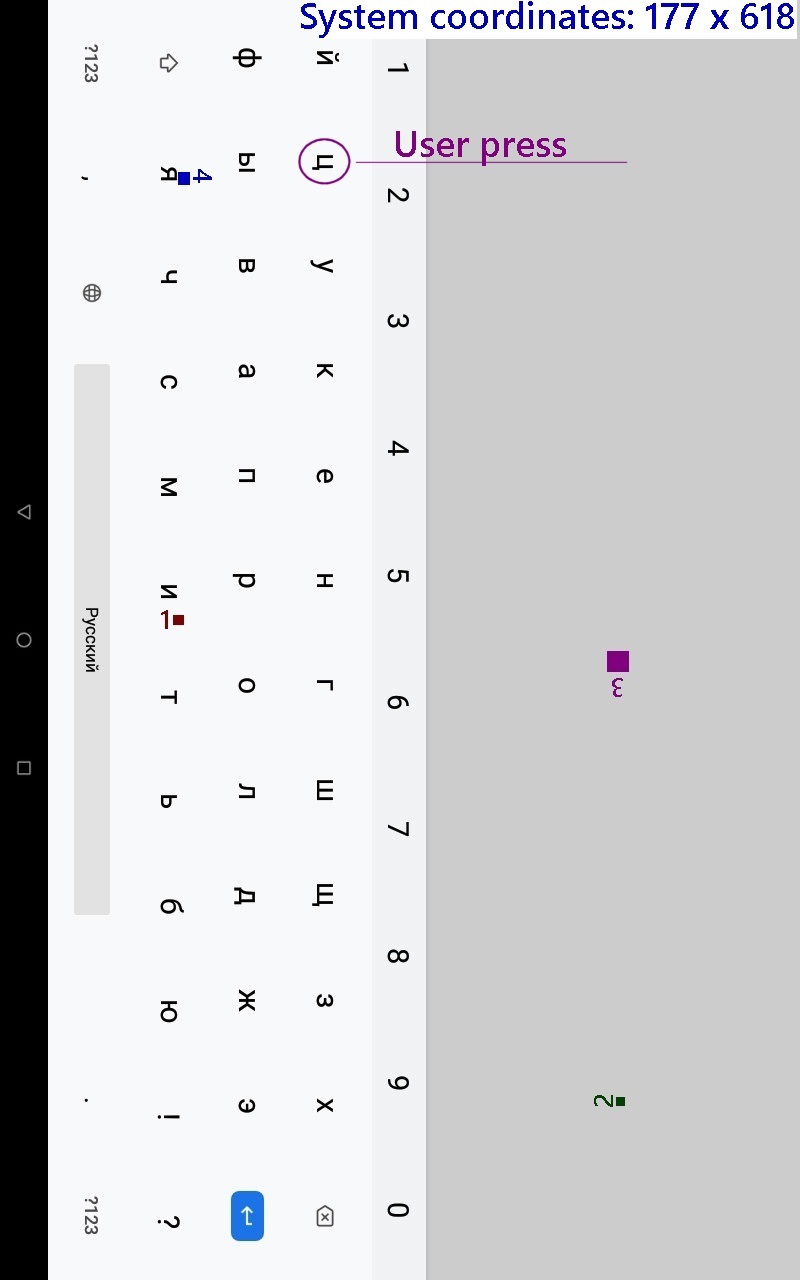 System coordinates: 177 x 618
User press
1 2 3 4 5 6 7 8 9 0
й ц у к е н г ш щ з х
ф ы в а п р о л д ж э
я ч с м и т ь б ю ! ?
?123 , Русский . ?123
4
1
3
2